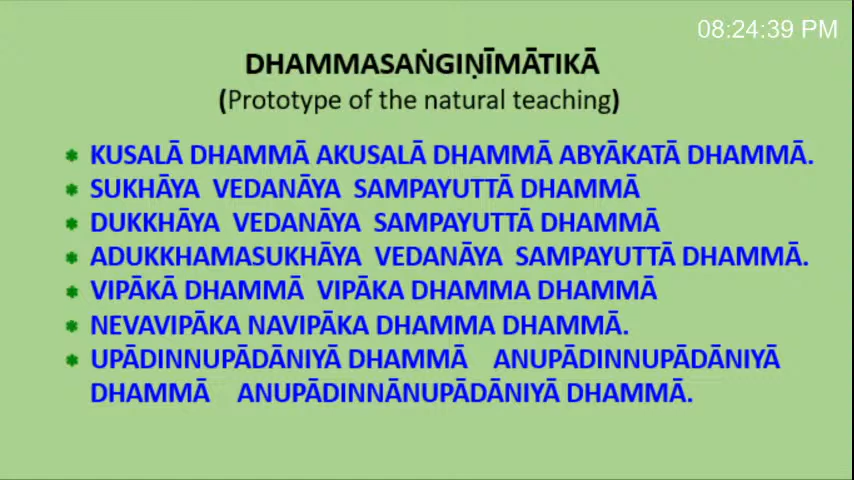 08:24:39 PM
DHAMMASAṄGIṆĪMĀTIKĀ
(Prototype of the natural teaching)
KUSALĀ DHAMMĀ AKUSALĀ DHAMMĀ ABYĀKATĀ DHAMMĀ.
SUKHĀYA VEDANĀYA SAMPAYUTTĀ DHAMMĀ
DUKKHĀYA VEDANĀYA SAMPAYUTTĀ DHAMMĀ
ADUKKHAMASUKHĀYA VEDANĀYA SAMPAYUTTĀ DHAMMĀ.
VIPĀKĀ DHAMMĀ VIPĀKA DHAMMA DHAMMĀ
NEVAVIPĀKA NAVIPĀKA DHAMMA DHAMMĀ.
UPĀDINNUPĀDĀNIYĀ DHAMMĀ ANUPĀDINNUPĀDĀNIYĀ
DHAMMĀ ANUPĀDINNĀNUPĀDĀNIYĀ DHAMMĀ.